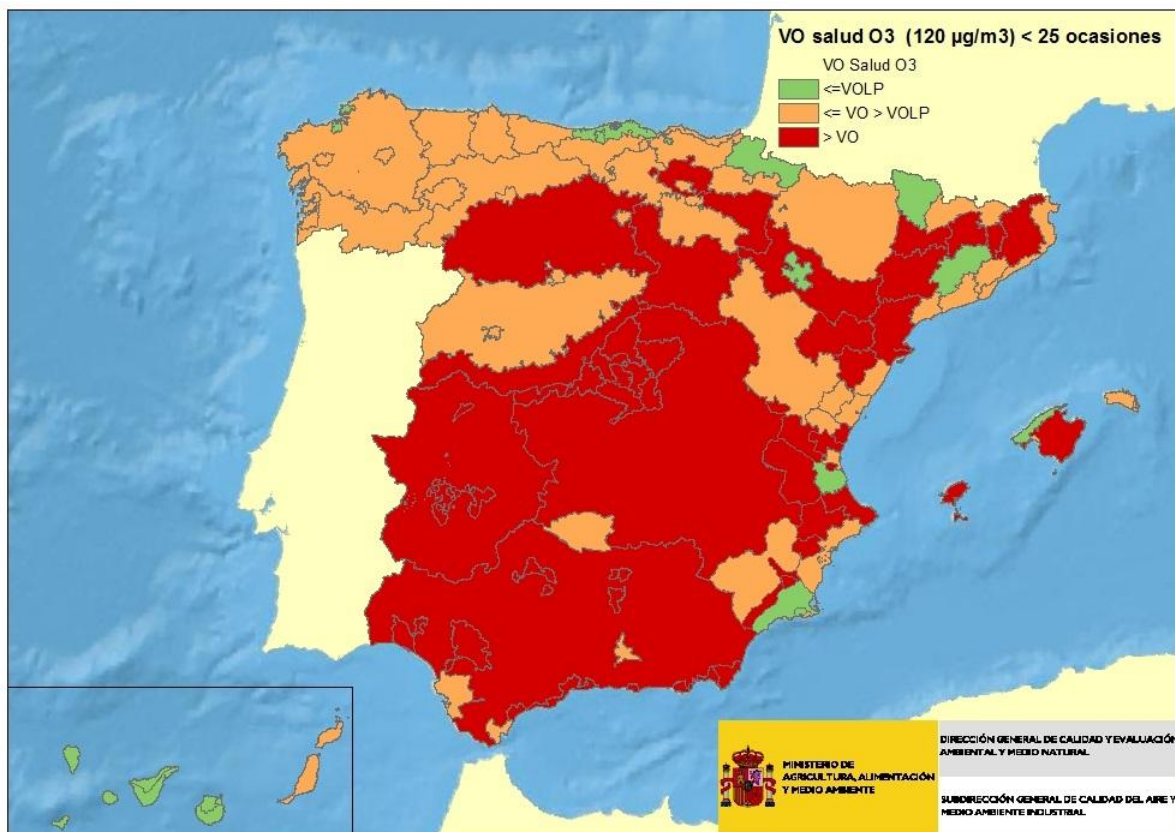 VO salud O3 (120 µg/m3) < 25 ocasiones
VO Salud O3
<=VOLP
<= VO > VOLP
> VO
MINISTERIO DE
AGRICULTURA, ALIMENTACIÓN
Y MEDIO AMBIENTE
DIRECCIÓN GENERAL DE CALIDAD Y EVALUACIÓN
AMBIENTAL Y MEDIO NATURAL
SUBDIRECCIÓN GENERAL DE CALIDAD DEL AIRE Y
MEDIO AMBIENTE INDUSTRIAL